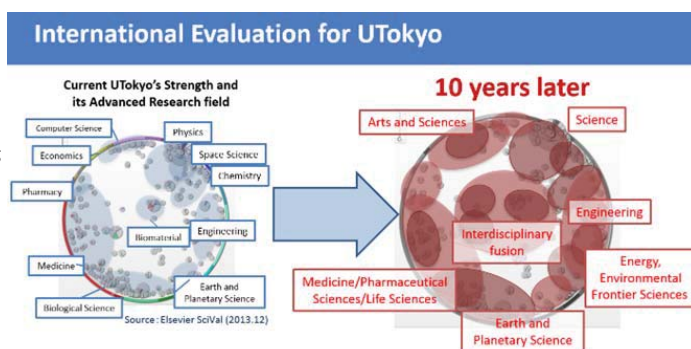 International Evaluation for UTokyo
Current UTokyo's Strength and
its Advanced Research field
Computer Science
Physics
Economics
Space Science
Chemistry
Pharmacy
Biomaterial
Engineering
Medicine
Biological Science
Earth and
Planetary Science
Source : Elsevier SciVal (2013.12)
10 years later
Arts and Sciences
Science
Engineering
Interdisciplinary
fusion
Medicine/Pharmaceutical
Sciences/Life Sciences
Energy,
Environmental
Frontier Sciences
Earth and
Planetary Science